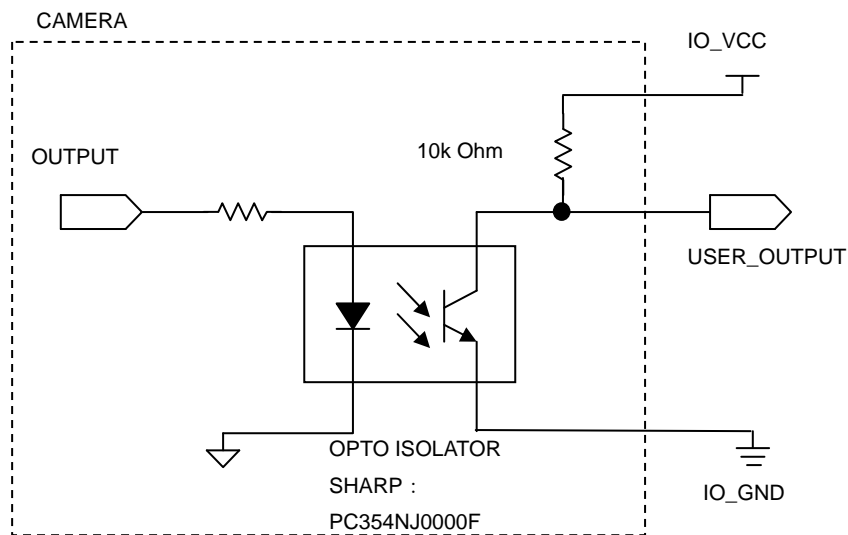 CAMERA
IO_VCC
10k Ohm
OUTPUT
USER_OUTPUT
OPTO ISOLATOR
SHARP：
PC354NJ0000F
IO_GND